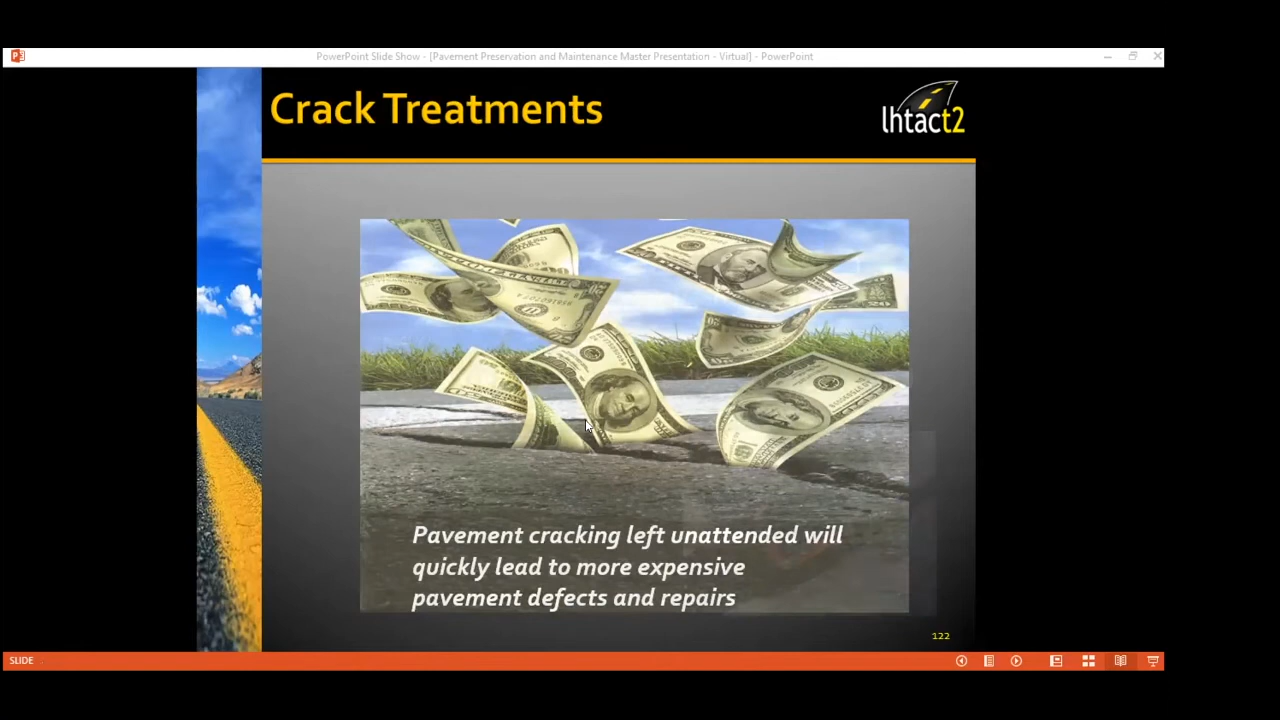 PowerPoint Slide Show - [Pavement Preservation and Maintenance Master Presentation - Virtual] - PowerPoint
Crack Treatments
lhtact2
Pavement cracking left unattended will
quickly lead to more expensive
pavement defects and repairs
122
SLIDE